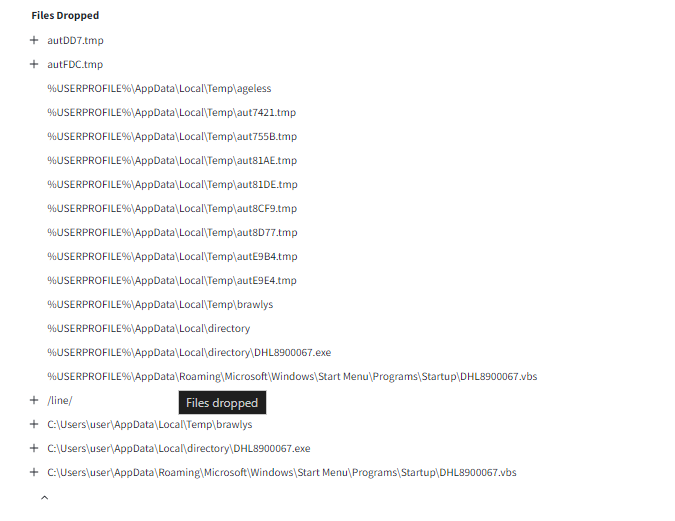 Files Dropped
+ autDD7.tmp
+ autFDC.tmp
%USERPROFILE%\AppData\Local\Temp\ageless
%USERPROFILE%\AppData\Local\Temp\aut7421.tmp
%USERPROFILE%\AppData\Local\Temp\aut755B.tmp
%USERPROFILE%\AppData\Local\Temp\aut81AE.tmp
%USERPROFILE%\AppData\Local\Temp\aut81DE.tmp
%USERPROFILE%\AppData\Local\Temp\aut8CF9.tmp
%USERPROFILE%\AppData\Local\Temp\aut8D77.tmp
%USERPROFILE%\AppData\Local\Temp\autE9B4.tmp
%USERPROFILE%\AppData\Local\Temp\autE9E4.tmp
%USERPROFILE%\AppData\Local\Temp\brawlys
%USERPROFILE%\AppData\Local\directory
%USERPROFILE%\AppData\Local\directory\DHL8900067.exe
%USERPROFILE%\AppData\Roaming\Microsoft\Windows\Start Menu\Programs\Startup\DHL8900067.vbs
+ /line/
Files dropped
+ C:\Users\user\AppData\Local\Temp\brawlys
+ C:\Users\user\AppData\Local\directory\DHL8900067.exe
+ C:\Users\user\AppData\Roaming\Microsoft\Windows\Start Menu\Programs\Startup\DHL8900067.vbs